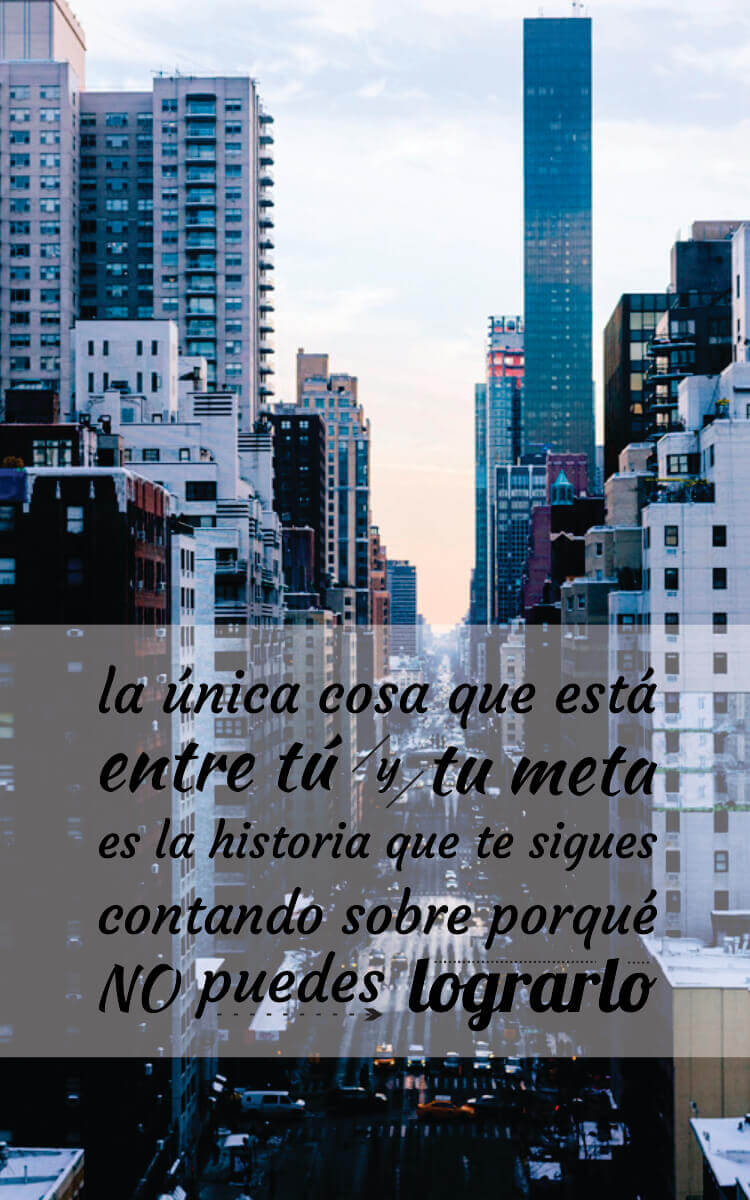 la única cosa que está
entre tú y tu meta
es la historia que te sigues
contando sobre porqué
NO puedes lograrlo